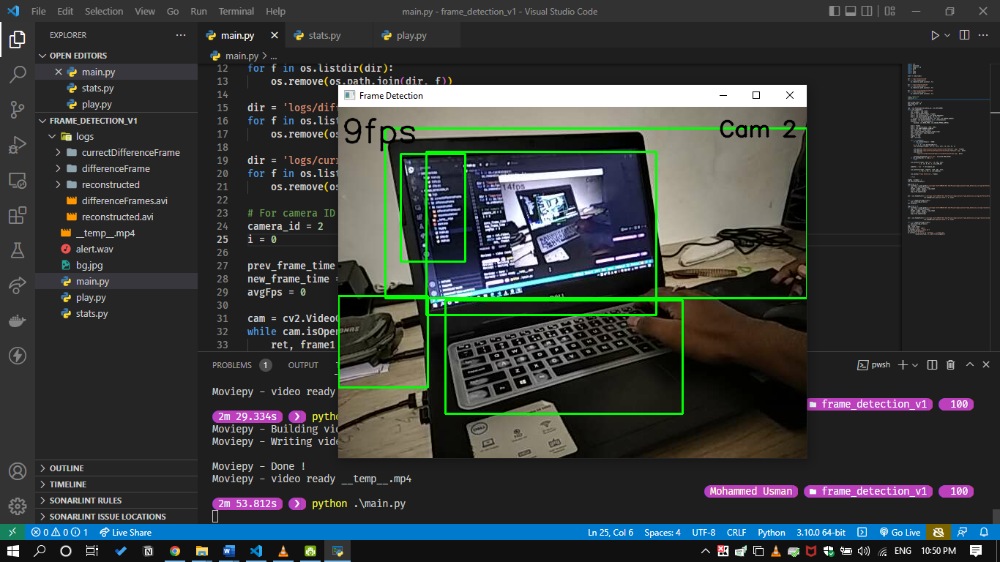 File Edit Selection View Go Run Terminal Help
main.py - frame_detection_v1 - Visual Studio Code
EXPLORER
OPEN EDITORS
main.py
stats.py
play.py
FRAME_DETECTION_V1
logs
currectDifferenceFrame
differenceFrame
reconstructed
differenceFrames.avi
reconstructed.avi
__temp__.mp4
alert.wav
bg.jpg
main.py
play.py
stats.py
OUTLINE
TIMELINE
SONARLINT RULES
SONARLINT ISSUE LOCATIONS
main.py stats.py play.py
main.py > ...
12 for f in os.listdir(dir):
13 os.remove(os.path.join(dir, f))
14
15 dir = 'logs/diff
16 for f in os.list
17 os.remove(os
18
19 dir = 'logs/curr
20 for f in os.list
21 os.remove(os
22
23 # For camera ID
24 camera_id = 2
25 i = 0
26
27 prev_frame_time
28 new_frame_time =
29 avgFps = 0
30
31 cam = cv2.VideoC
32 while cam.isOpen
33 ret, frame1
Frame Detection
9fps
Cam 2
14fps
DELL
PROBLEMS 1 OUTPUT
pwsh
Moviepy - video ready
frame_detection_v1 100
2m 29.334s pytho
Moviepy - Building vid
Moviepy - Writing vide
Moviepy - Done !
Moviepy - video ready __temp__.mp4
Mohammed Usman frame_detection_v1 100
2m 53.812s python .\main.py
0 0 1 Live Share
Ln 25, Col 6 Spaces: 4 UTF-8 CRLF Python 3.10.0 64-bit Go Live
ENG 10:50 PM